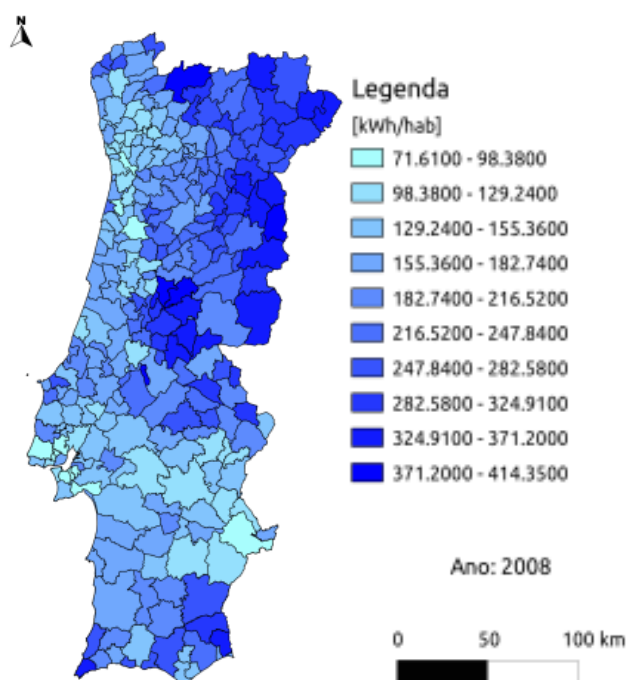 N
Legenda
[kWh/hab]
71.6100 - 98.3800
98.3800 - 129.2400
129.2400 - 155.3600
155.3600 - 182.7400
182.7400 - 216.5200
216.5200 - 247.8400
247.8400 - 282.5800
282.5800 - 324.9100
324.9100 - 371.2000
371.2000 - 414.3500
Ano: 2008
0 50 100 km